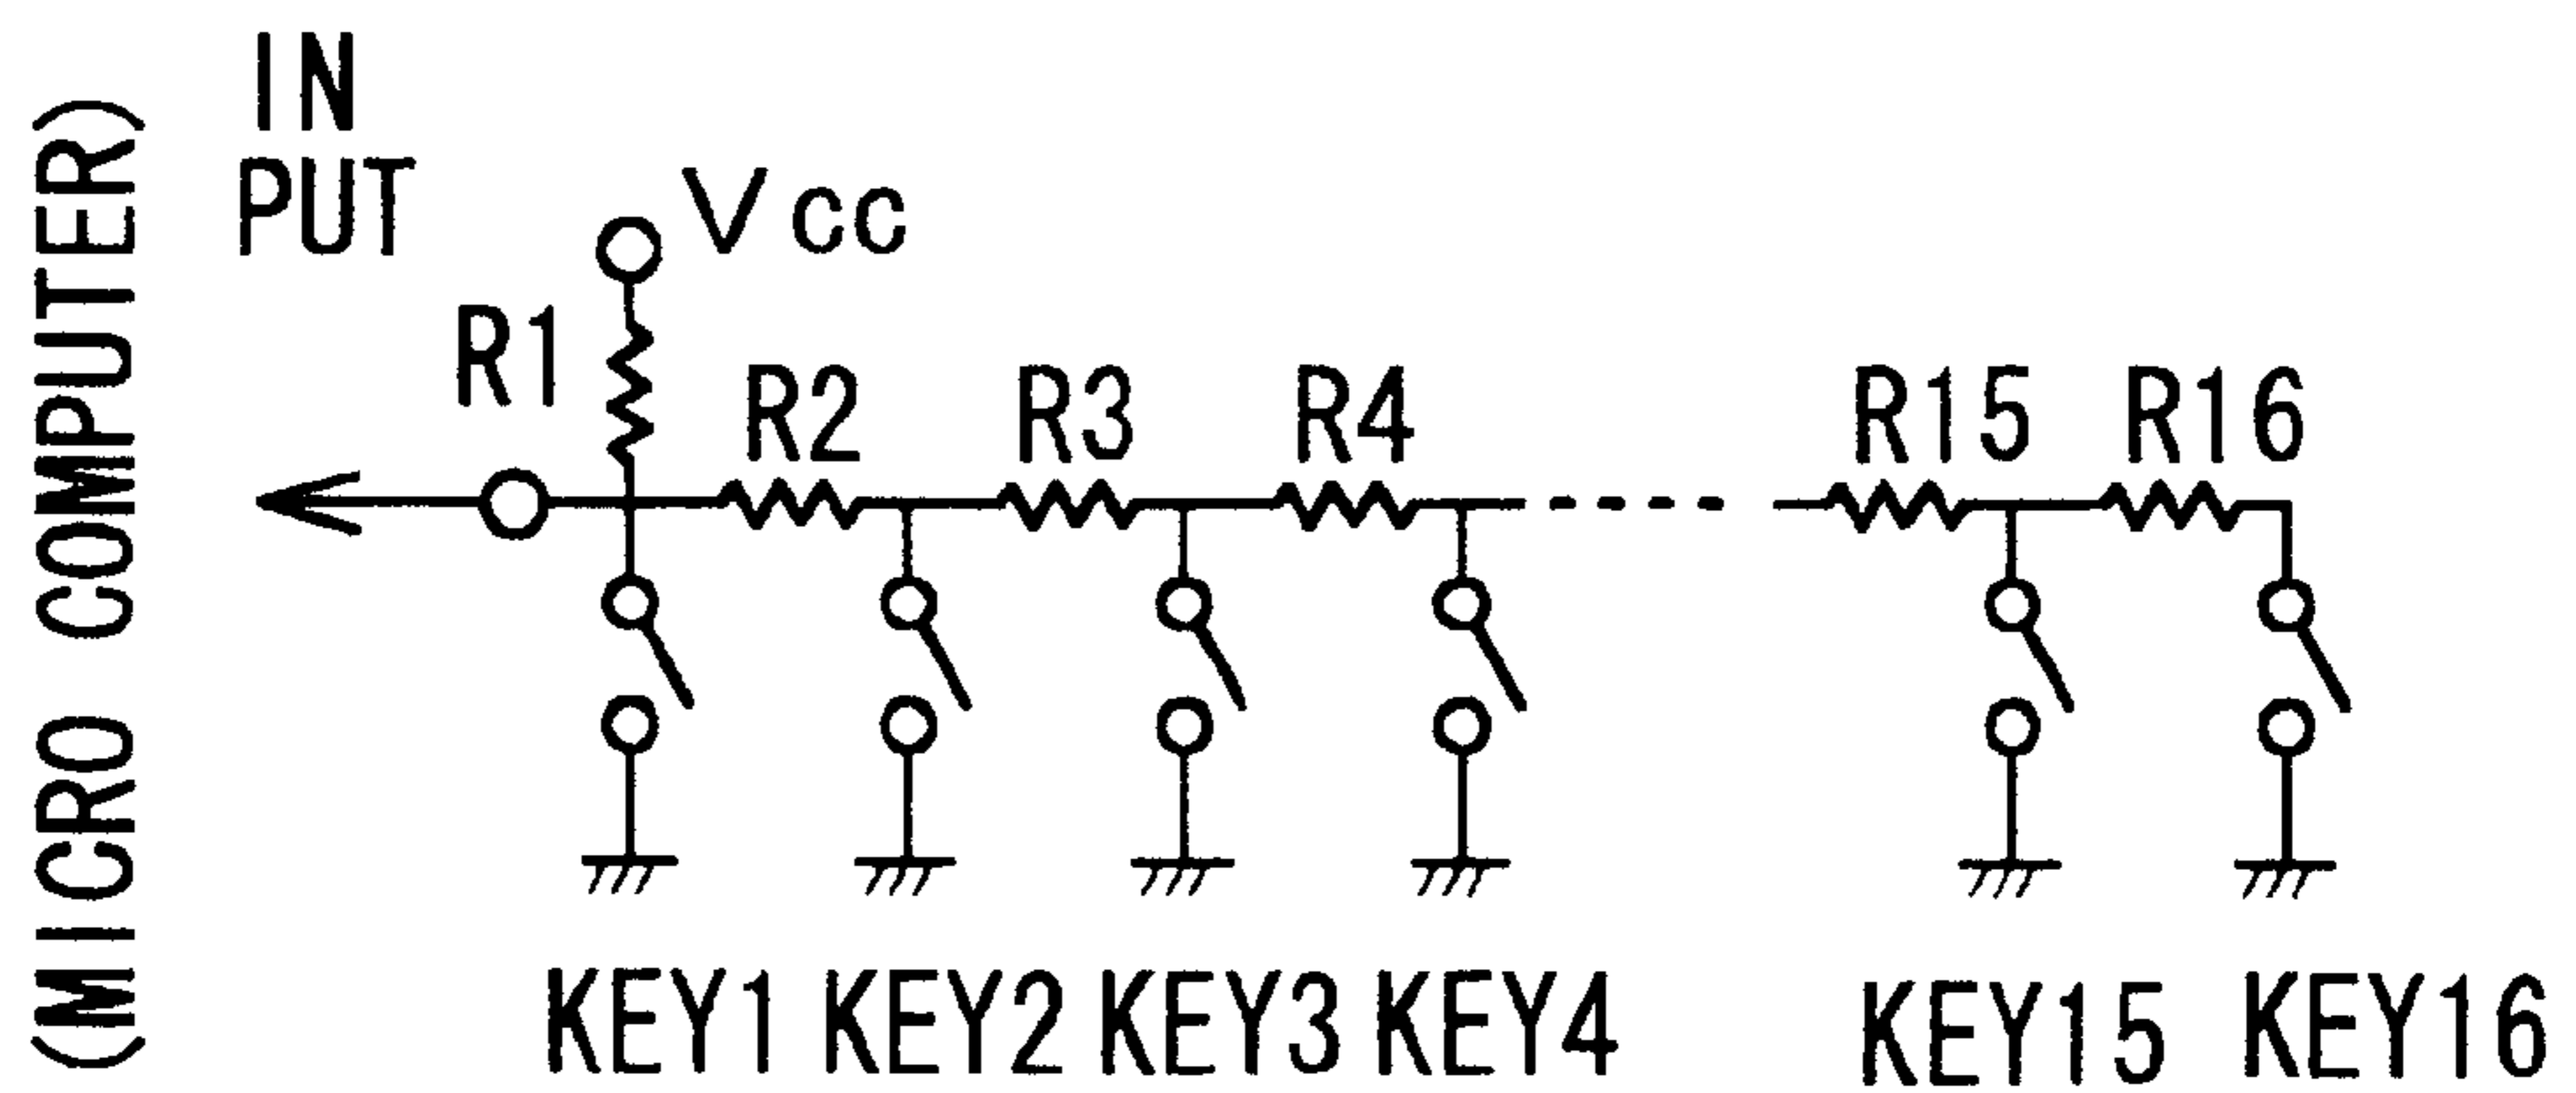 (MICRO COMPUTER)
IN
PUT
Vcc
R1
R2 R3 R4 R15 R16
KEY1 KEY2 KEY3 KEY4 KEY15 KEY16